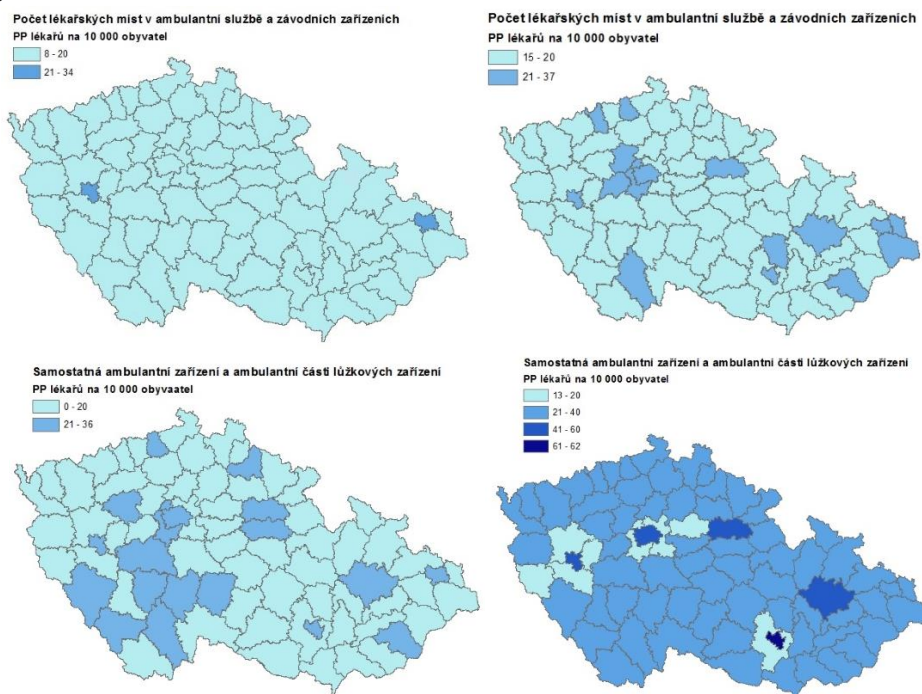 Počet lékařských míst v ambulantní službě a závodních zařízeních
PP lékařů na 10 000 obyvatel
8 - 20
21 - 34
Počet lékařských míst v ambulantní službě a závodních zařízeních
PP lékařů na 10 000 obyvatel
15 - 20
21 - 37
Samostatná ambulantní zařízení a ambulantní části lůžkových zařízení
PP lékařů na 10 000 obyvaatel
0 - 20
21 - 36
Samostatná ambulantní zařízení a ambulantní části lůžkových zařízení
PP lékařů na 10 000 obyvatel
13 - 20
21 - 40
41 - 60
61 - 62